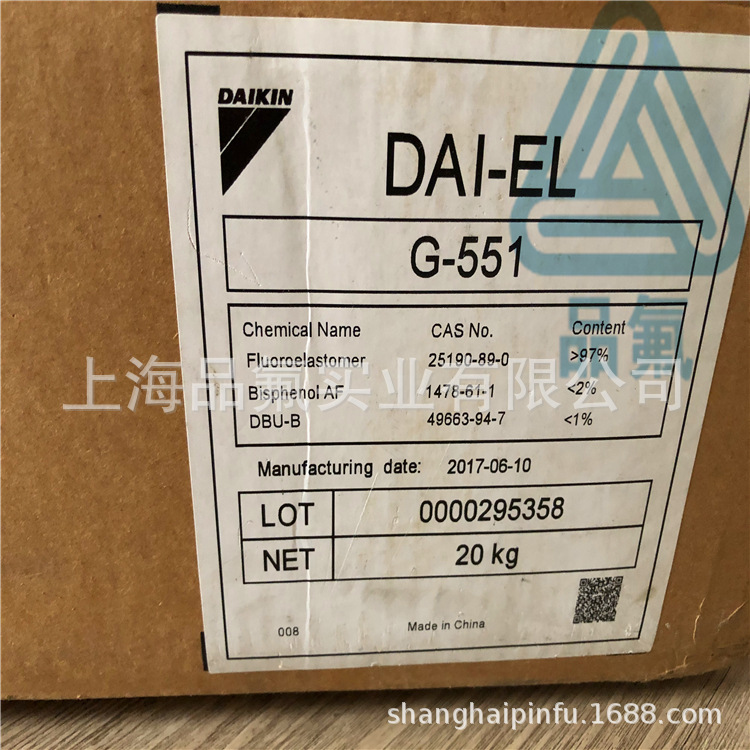 DAIKIN
DAI-EL
G-551
品氟
Chemical Name CAS No. Content
Fluoroelastomer 25190-89-0 >97%
上海品氟实业有限公司
Bisphenol AF 1478-61-1 <2%
DBU-B 49663-94-7 <1%
Manufacturing date: 2017-06-10
LOT 0000295358
NET 20 kg
008 Made in China
shanghaipinfu.1688.com